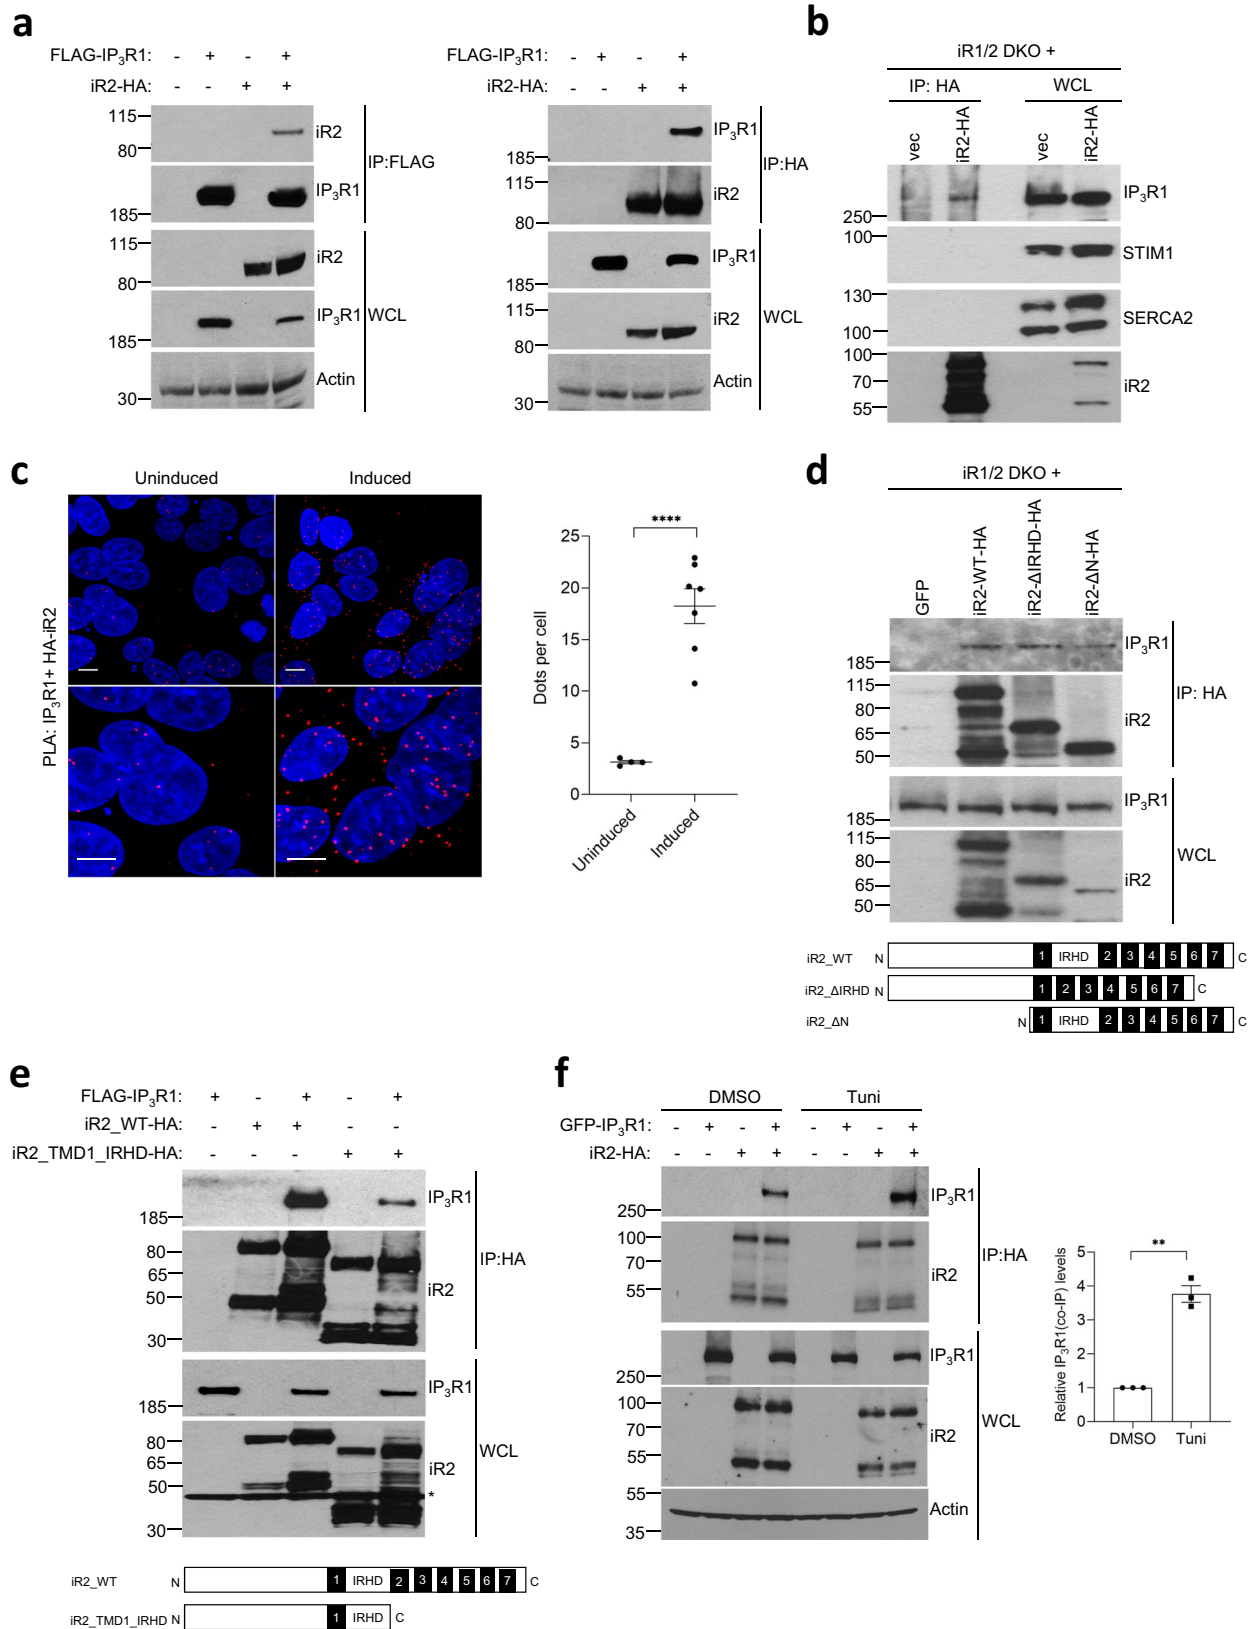 a
FLAG-IP3R1: - + - +
iR2-HA: - - + +
115
80
iR2
IP:FLAG
185
IP3R1
115
80
iR2
185
IP3R1
WCL
30
Actin
FLAG-IP3R1: - + - +
iR2-HA: - - + +
185
IP3R1
IP:HA
115
80
iR2
185
IP3R1
115
80
iR2
WCL
30
Actin
b
iR1/2 DKO +
IP: HA WCL
vec iR2-HA vec iR2-HA
250
IP3R1
100
STIM1
130
100
SERCA2
100
70
55
iR2
c
Uninduced Induced
PLA: IP3R1+ HA-iR2
****
Dots per cell
25
20
15
10
5
0
Uninduced Induced
d
iR1/2 DKO +
GFP iR2-WT-HA iR2-ΔIRHD-HA iR2-ΔN-HA
185
IP3R1
IP: HA
115
80
65
50
iR2
185
IP3R1
WCL
115
80
65
50
iR2
iR2_WT N 1 IRHD 2 3 4 5 6 7 C
iR2_ΔIRHD N 1 2 3 4 5 6 7 C
iR2_ΔN N 1 IRHD 2 3 4 5 6 7 C
e
FLAG-IP3R1: + - + - +
iR2_WT-HA: - + + - -
iR2_TMD1_IRHD-HA: - - - + +
185
IP3R1
IP:HA
80
65
50
30
iR2
185
IP3R1
WCL
80
65
50
30
iR2
*
iR2_WT N 1 IRHD 2 3 4 5 6 7 C
iR2_TMD1_IRHD N 1 IRHD C
f
DMSO Tuni
GFP-IP3R1: - + - + - + - +
iR2-HA: - - + + - - + +
250
IP3R1
IP:HA
100
70
55
iR2
250
IP3R1
WCL
100
70
55
iR2
55
35
Actin
Relative IP3R1(co-IP) levels
**
5
4
3
2
1
0
DMSO Tuni